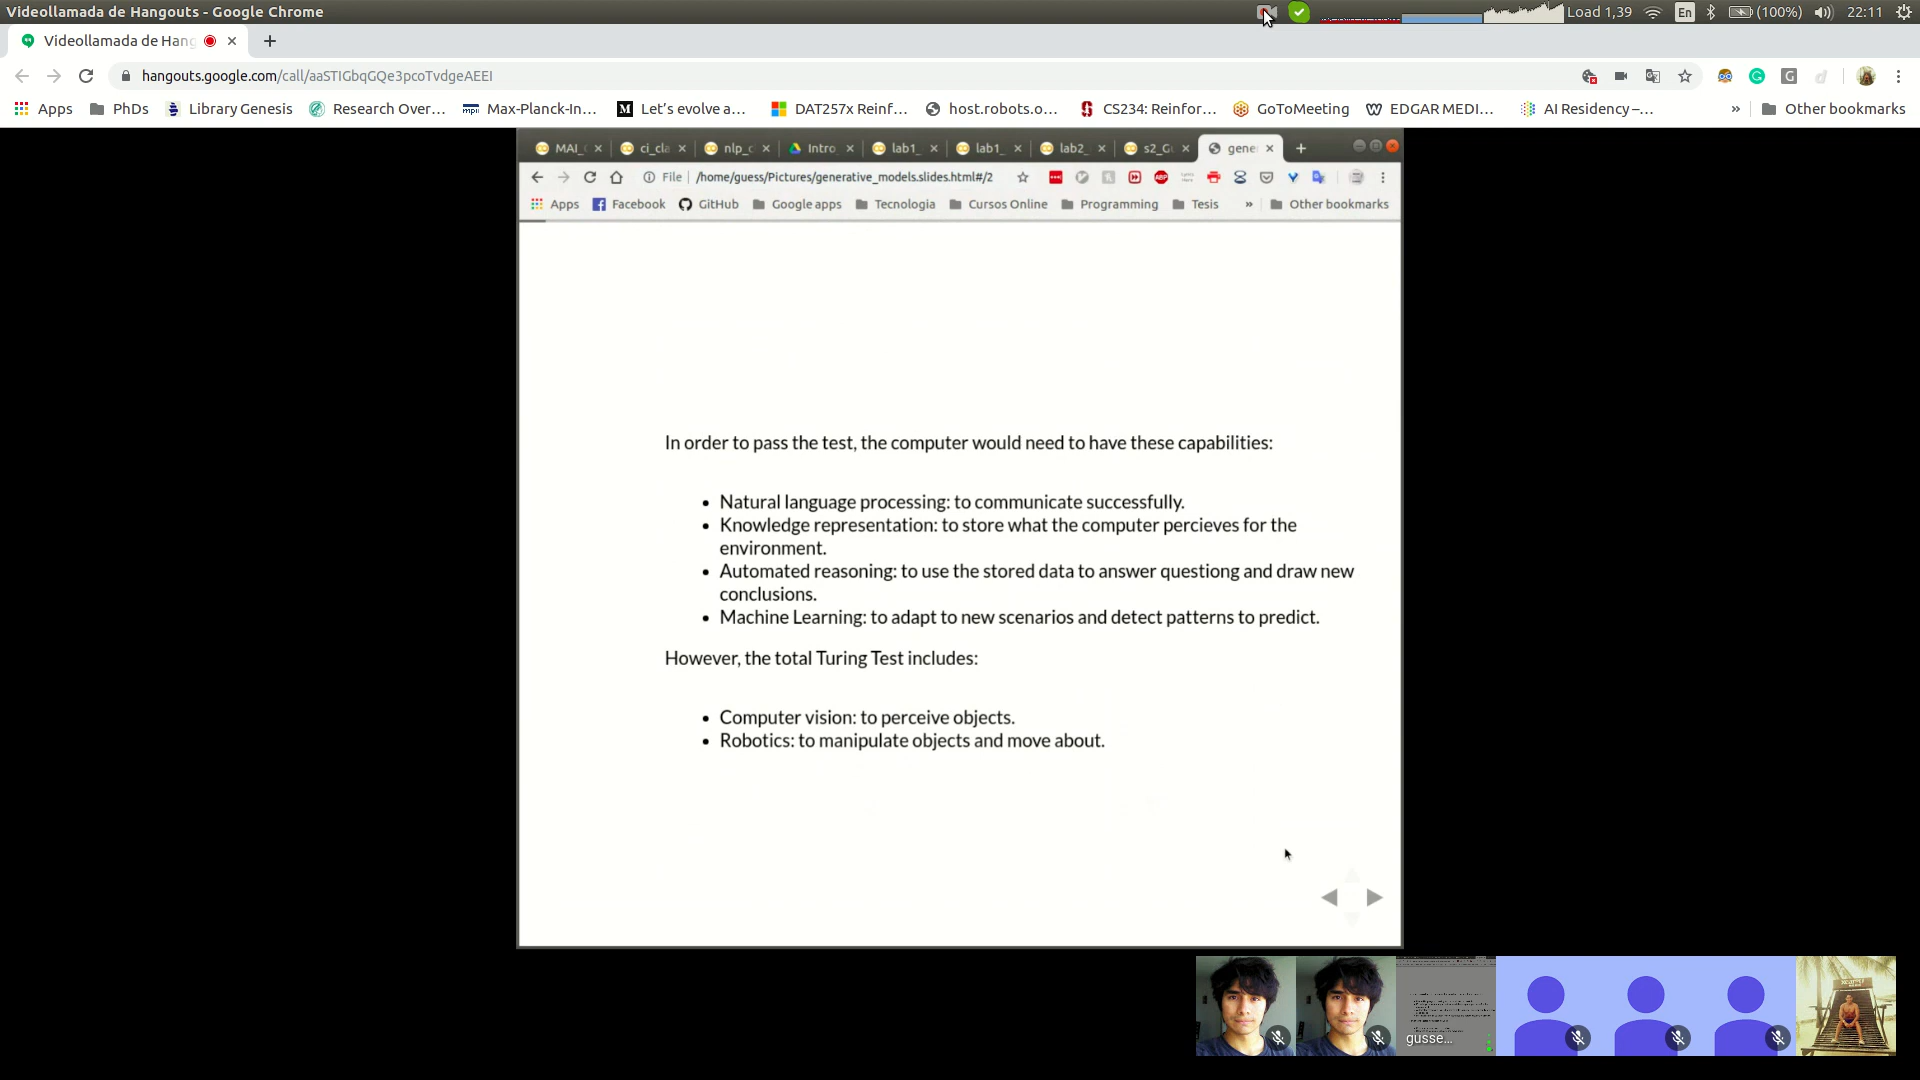 Videollamada de Hangouts - Google Chrome
Load 1,39
En
(100%)
22:11
Videollamada de Hang
hangouts.google.com/call/aaSTIGbqGQe3pcoTvdgeAEEI
Apps PhDs Library Genesis Research Over... Max-Planck-In... Let's evolve a... DAT257x Reinf... host.robots.o... CS234: Reinfor... GoToMeeting EDGAR MEDI... AI Residency –... » Other bookmarks
MAI_ ci_cla nlp_c Intro lab1_ lab1_ lab2_ s2_G gene
File | /home/guess/Pictures/generative_models.slides.html#/2
Apps Facebook GitHub Google apps Tecnologia Cursos Online Programming Tesis » Other bookmarks
In order to pass the test, the computer would need to have these capabilities:
• Natural language processing: to communicate successfully.
• Knowledge representation: to store what the computer percieves for the
environment.
• Automated reasoning: to use the stored data to answer questiong and draw new
conclusions.
• Machine Learning: to adapt to new scenarios and detect patterns to predict.
However, the total Turing Test includes:
• Computer vision: to perceive objects.
• Robotics: to manipulate objects and move about.
gusse...